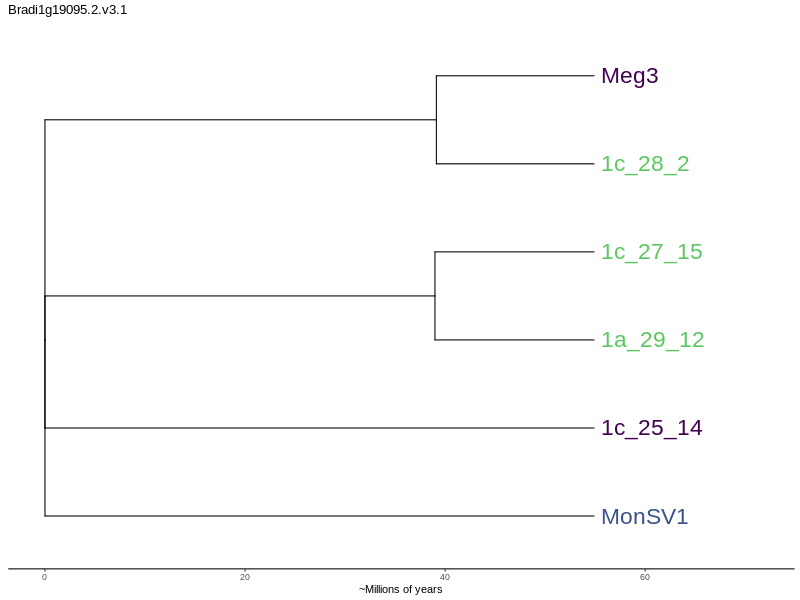 Bradi1g19095.2.v3.1
Meg3
1c_28_2
1c_27_15
1a_29_12
1c_25_14
MonSV1
0 20 40 60
~Millions of years